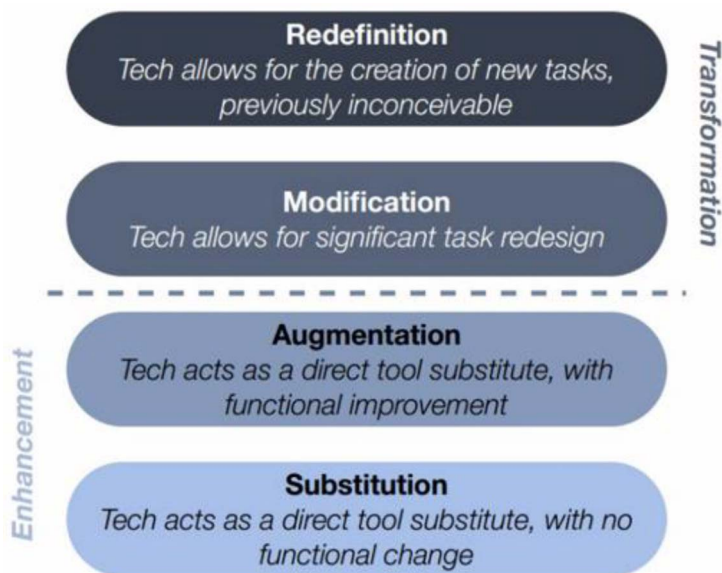 Redefinition
Tech allows for the creation of new tasks,
previously inconceivable
Transformation
Modification
Tech allows for significant task redesign
Augmentation
Tech acts as a direct tool substitute, with
functional improvement
Enhancement
Substitution
Tech acts as a direct tool substitute, with no
functional change